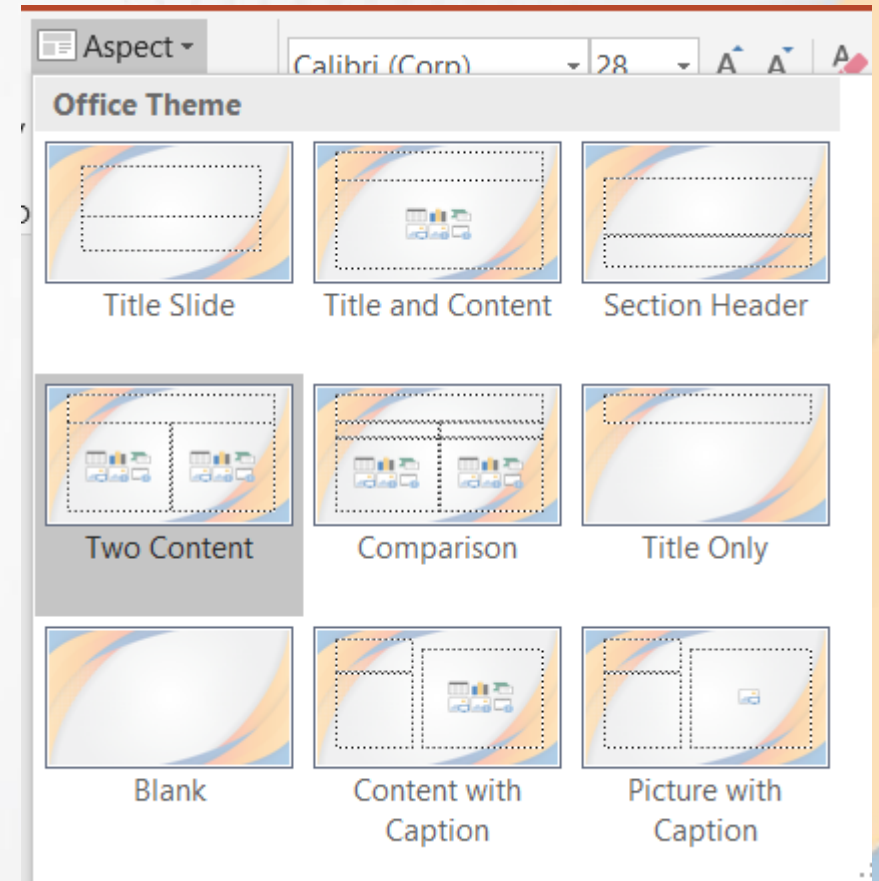 Aspect
Calibri (Corp) 28 A A A
Office Theme
Title Slide Title and Content Section Header
Two Content Comparison Title Only
Blank Content with Caption Picture with Caption